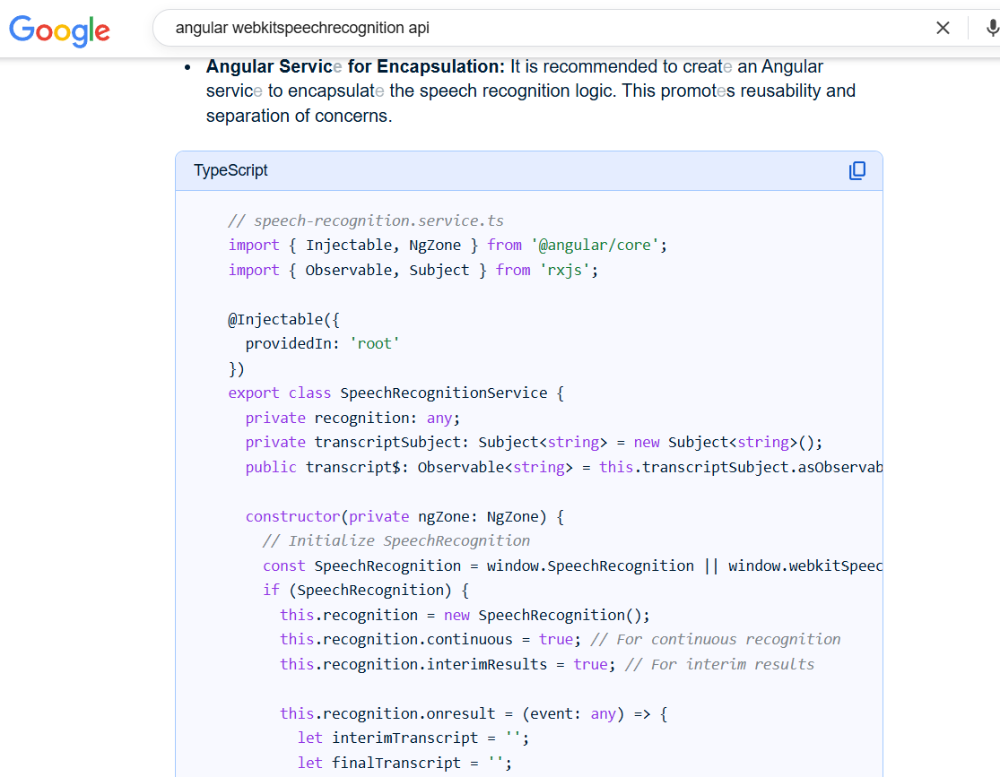 Google
angular webkitspeechrecognition api
Angular Service for Encapsulation: It is recommended to create an Angular
service to encapsulate the speech recognition logic. This promotes reusability and
separation of concerns.
TypeScript
// speech-recognition.service.ts
import { Injectable, NgZone } from '@angular/core';
import { Observable, Subject } from 'rxjs';
@Injectable({
  providedIn: 'root'
})
export class SpeechRecognitionService {
  private recognition: any;
  private transcriptSubject: Subject<string> = new Subject<string>();
  public transcript$: Observable<string> = this.transcriptSubject.asObservab
  constructor(private ngZone: NgZone) {
    // Initialize SpeechRecognition
    const SpeechRecognition = window.SpeechRecognition || window.webkitSpeec
    if (SpeechRecognition) {
      this.recognition = new SpeechRecognition();
      this.recognition.continuous = true; // For continuous recognition
      this.recognition.interimResults = true; // For interim results
      this.recognition.onresult = (event: any) => {
        let interimTranscript = '';
        let finalTranscript = '';